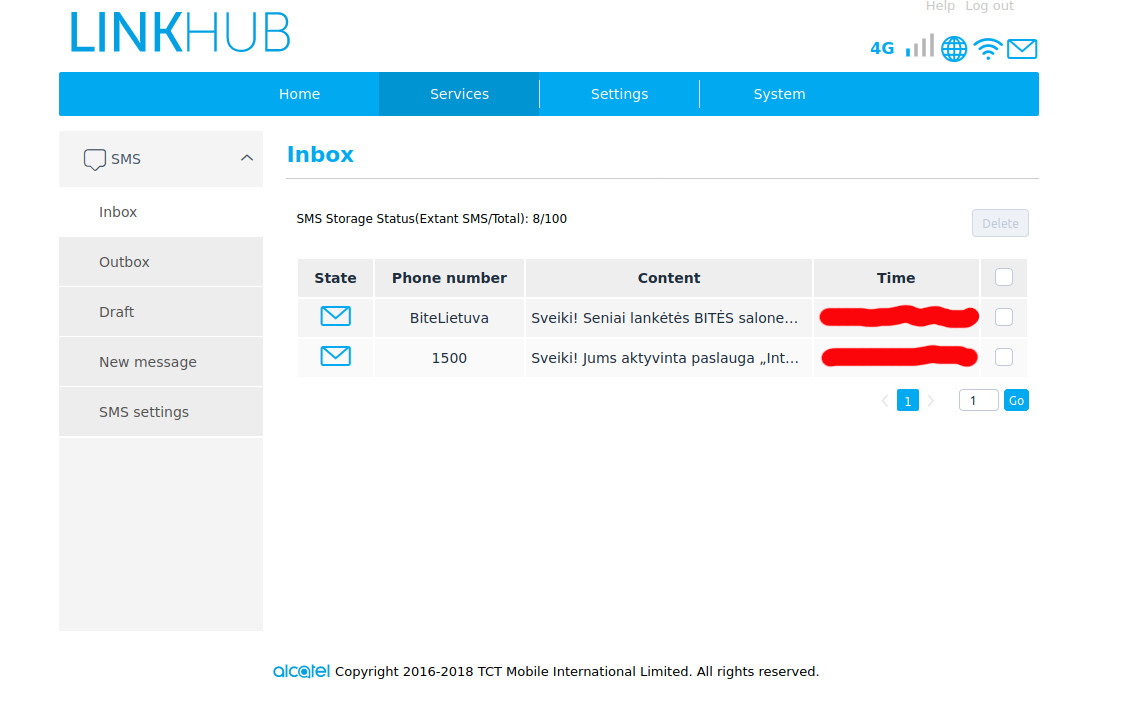 Help Log out
LINKHUB
4G
Home Services Settings System
SMS
Inbox
Outbox
Draft
New message
SMS settings
Inbox
SMS Storage Status(Extant SMS/Total): 8/100
Delete
State Phone number Content Time
BiteLietuva Sveiki! Seniai lankėtės BITĖS salone...
1500 Sveiki! Jums aktyvinta paslauga „Int...
1 1 Go
alcatel Copyright 2016-2018 TCT Mobile International Limited. All rights reserved.